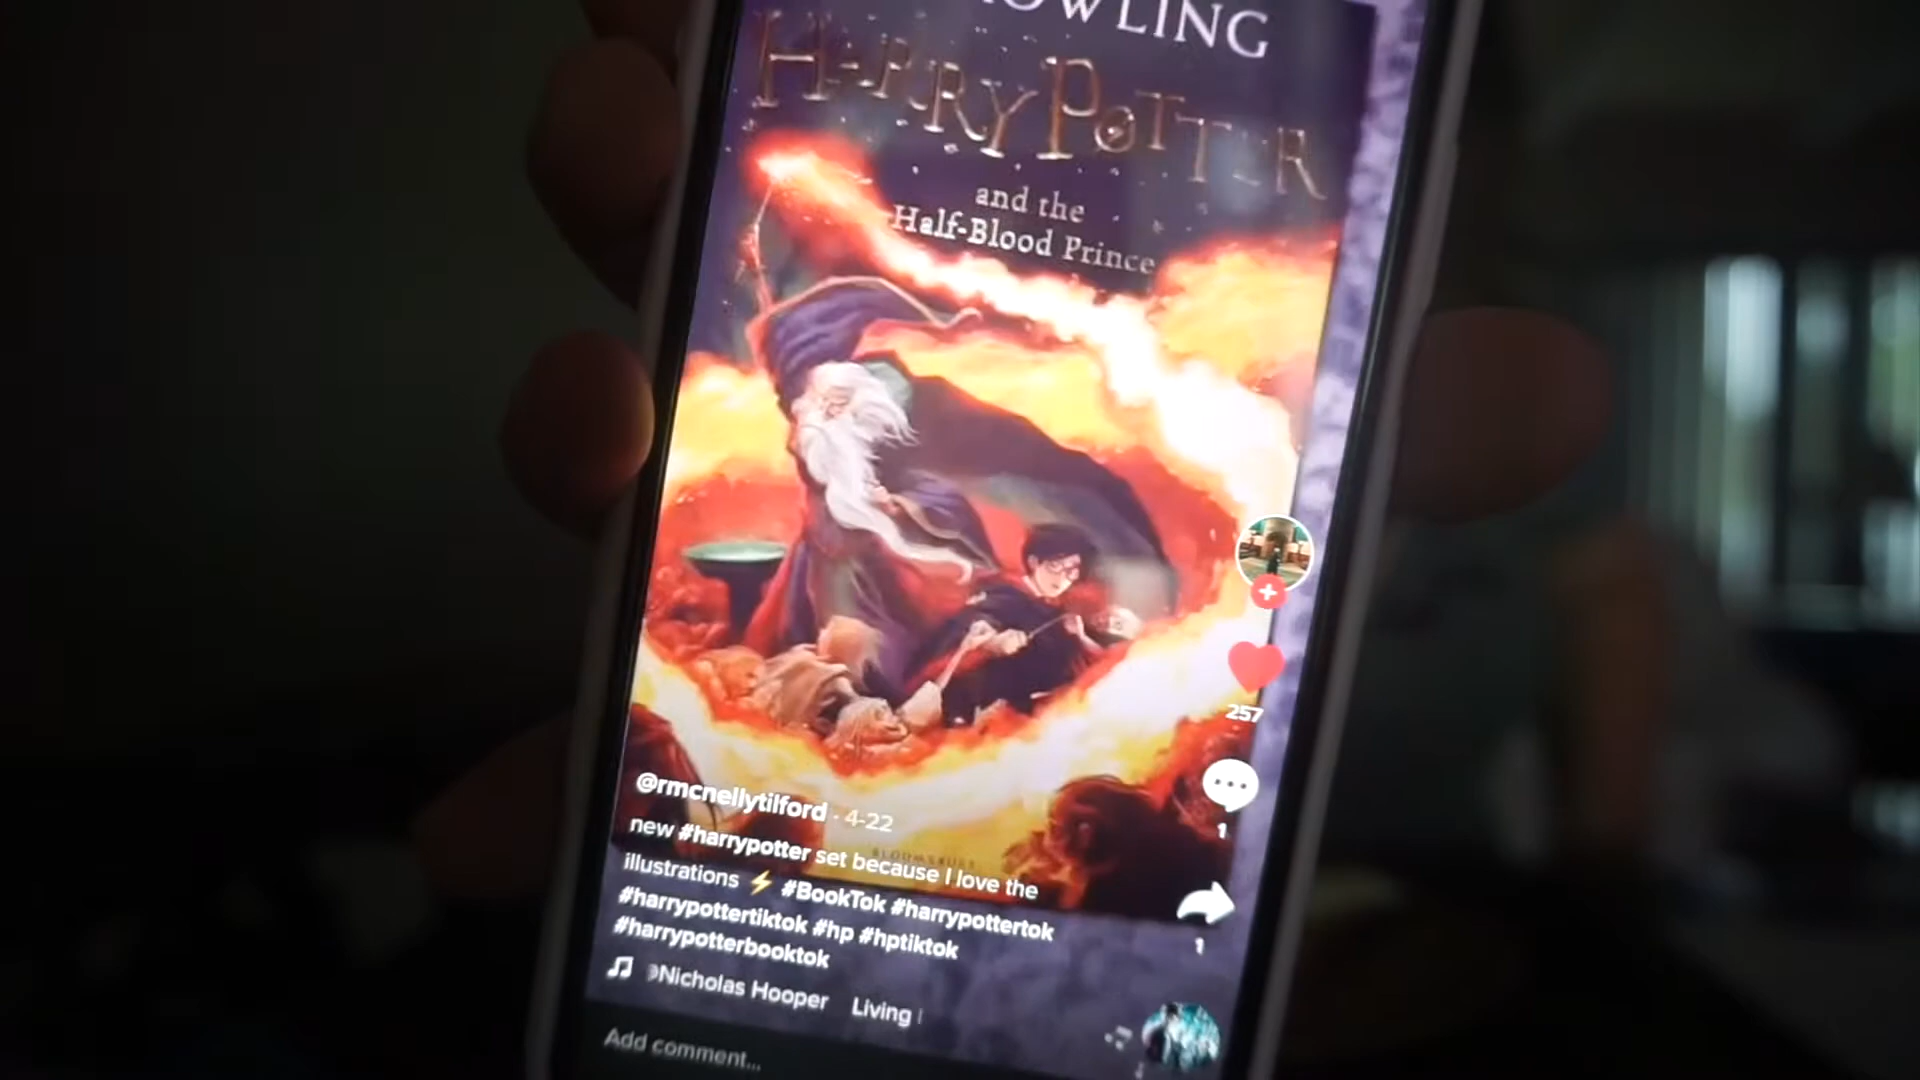 ROWLING
HARRY POTTER
and the
Half-Blood Prince
257
1
1
@rmcnellytilford · 4-22
new #harrypotter set because I love the
illustrations ⚡ #BookTok #harrypottertok
#harrypottertiktok #hp #hptiktok
#harrypotterbooktok
Nicholas Hooper Living
Add comment...
BLOOMSBURY